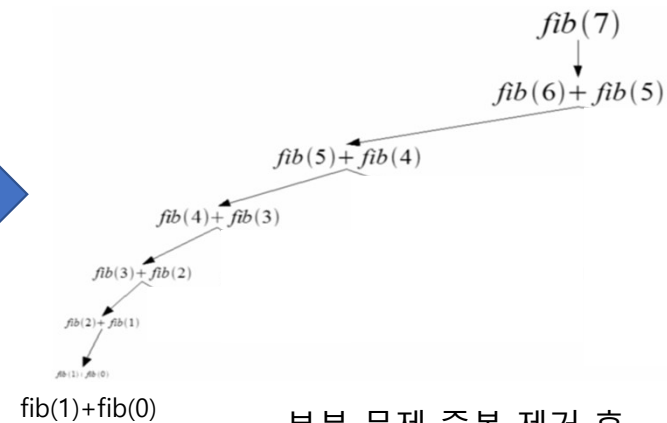 fib(7)
fib(6)+ fib(5)
fib(5)+ fib(4)
fib(4)+ fib(3)
fib(3)+ fib(2)
fib(2)+ fib(1)
fib(1)+ fib(0)
fib(1)+fib(0)
부분 문제 중복 제거 후